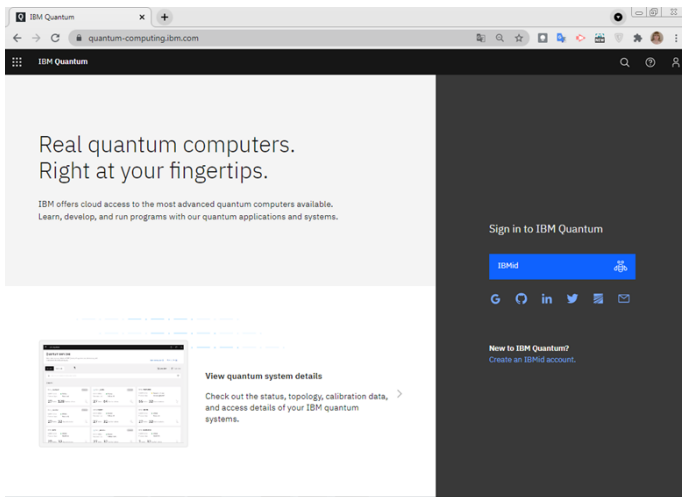 IBM Quantum
quantum-computing.ibm.com
IBM Quantum
Real quantum computers.
Right at your fingertips.
IBM offers cloud access to the most advanced quantum computers available.
Learn, develop, and run programs with our quantum applications and systems.
Sign in to IBM Quantum
IBMid
New to IBM Quantum?
Create an IBMid account.
View quantum system details
Check out the status, topology, calibration data,
and access details of your IBM quantum
systems.